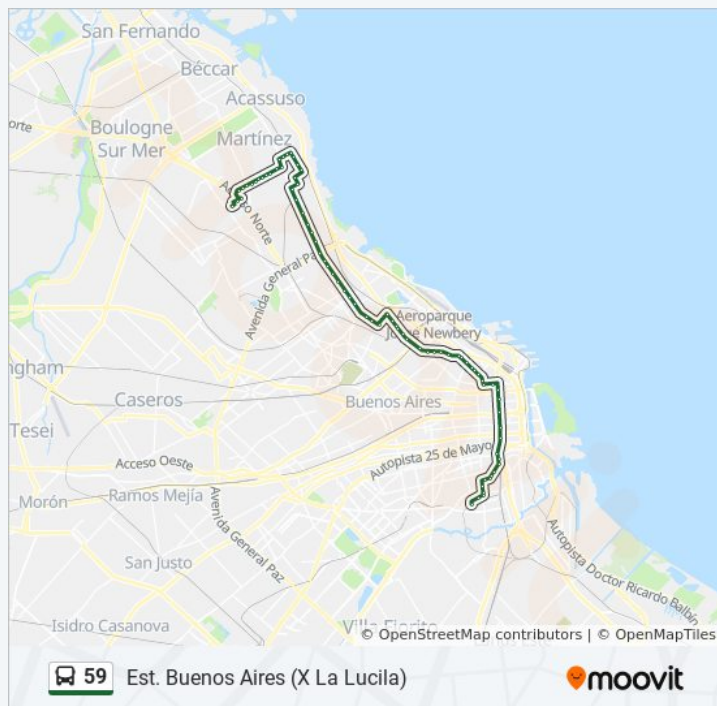 San Fernando
Béccar
Acassuso
orte
Boulogne
Sur Mer
Martínez
Acceso Norte
Avenida General Paz
Aeroparque
Jorge Newbery
ngham
Caseros
Buenos Aires
Tesei
Acceso Oeste
Autopista 25 de Mayo
Morón
Ramos Mejía
Avenida General Paz
San Justo
Autopista Doctor Ricardo Balbín
Isidro Casanova
Villa Fiorito
© OpenStreetMap contributors | © OpenMapTiles
59 Est. Buenos Aires (X La Lucila)
moovit